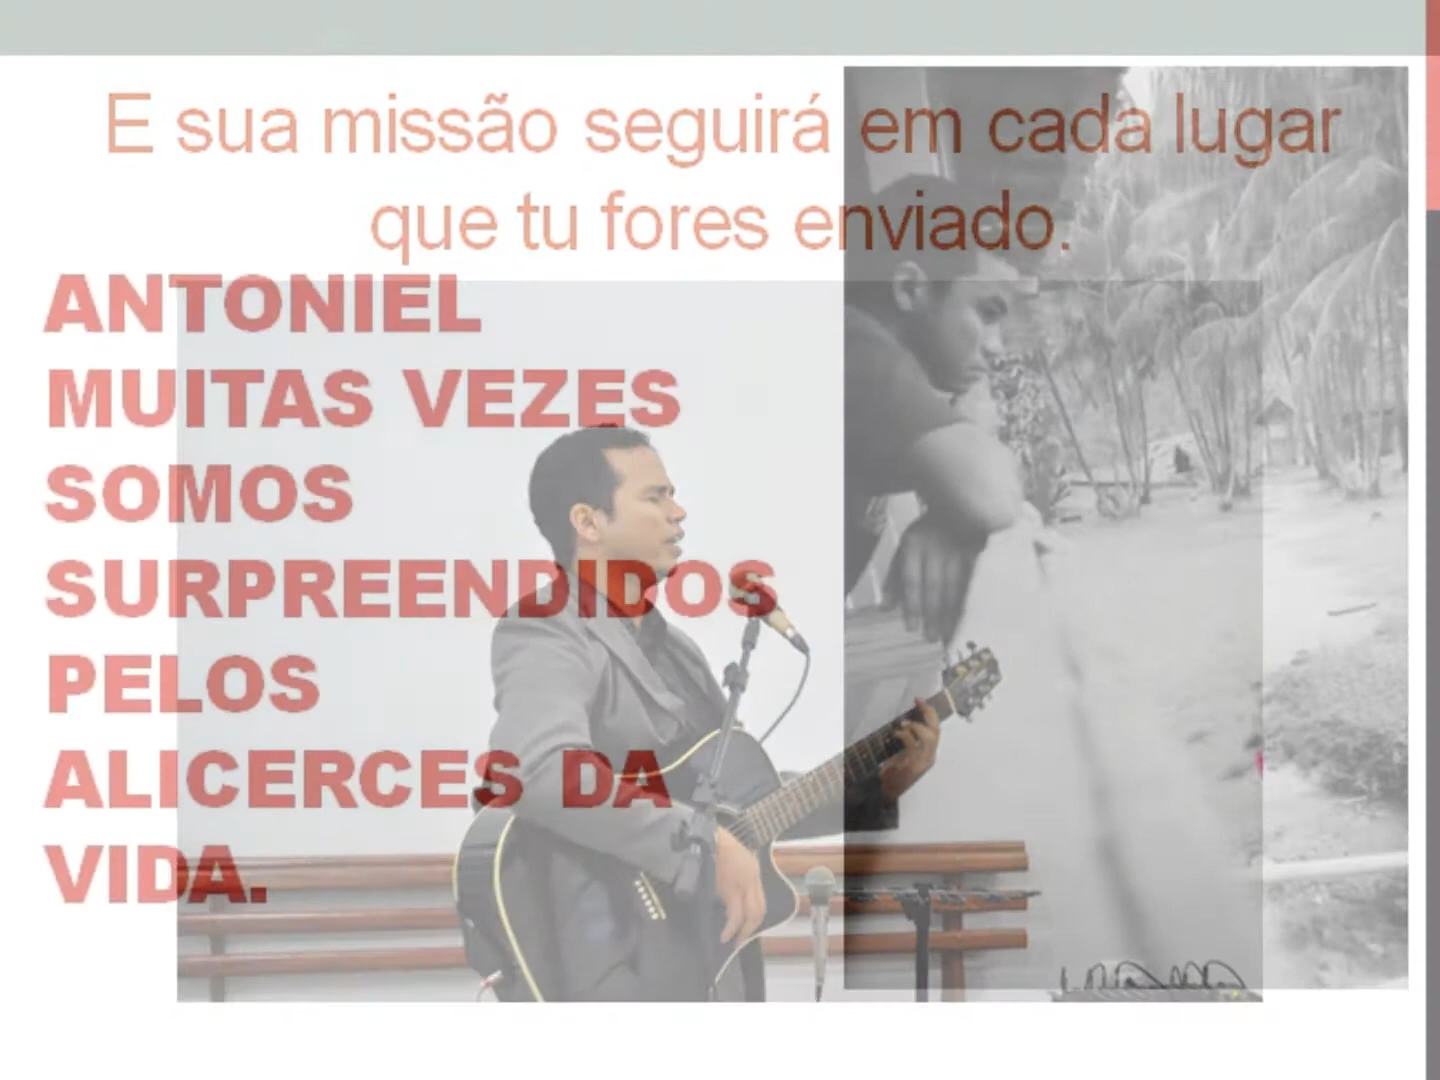 E sua missão seguirá em cada lugar
que tu fores enviado.
ANTONIEL
MUITAS VEZES
SOMOS
SURPREENDIDOS
PELOS
ALICERCES DA
VIDA.